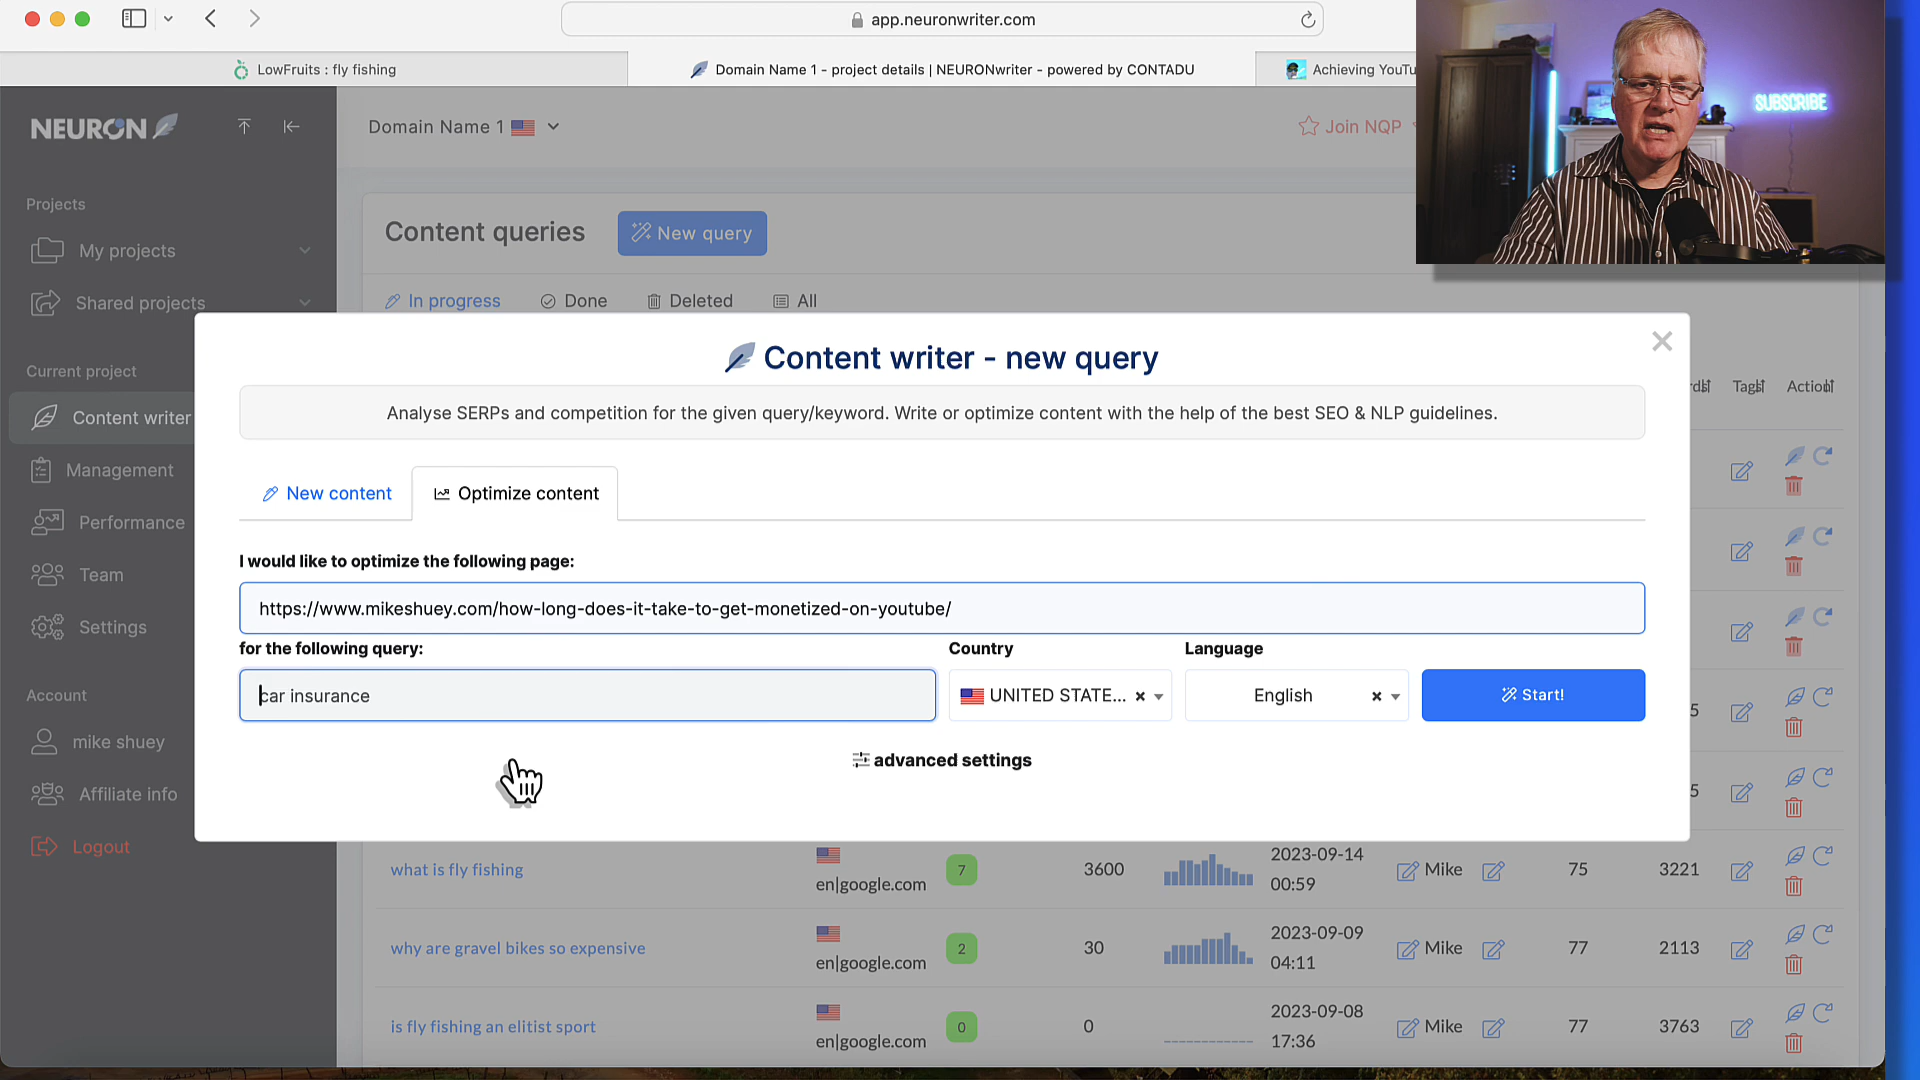 app.neuronwriter.com
LowFruits : fly fishing
Domain Name 1 - project details | NEURONwriter - powered by CONTADU
Achieving YouTu
SUBSCRIBE
NEURON
Domain Name 1
Join NQP
Projects
My projects
Shared projects
Content queries
New query
In progress
Done
Deleted
All
Current project
Content writer
Management
Performance
Team
Settings
Account
mike shuey
Affiliate info
Logout
Content writer - new query
Analyse SERPs and competition for the given query/keyword. Write or optimize content with the help of the best SEO & NLP guidelines.
New content
Optimize content
I would like to optimize the following page:
https://www.mikeshuey.com/how-long-does-it-take-to-get-monetized-on-youtube/
for the following query:
Country
Language
car insurance
UNITED STATE...
English
Start!
advanced settings
Tags
Action
5
5
what is fly fishing
en|google.com
7
3600
2023-09-14
00:59
Mike
75
3221
why are gravel bikes so expensive
en|google.com
2
30
2023-09-09
04:11
Mike
77
2113
is fly fishing an elitist sport
en|google.com
0
0
2023-09-08
17:36
Mike
77
3763